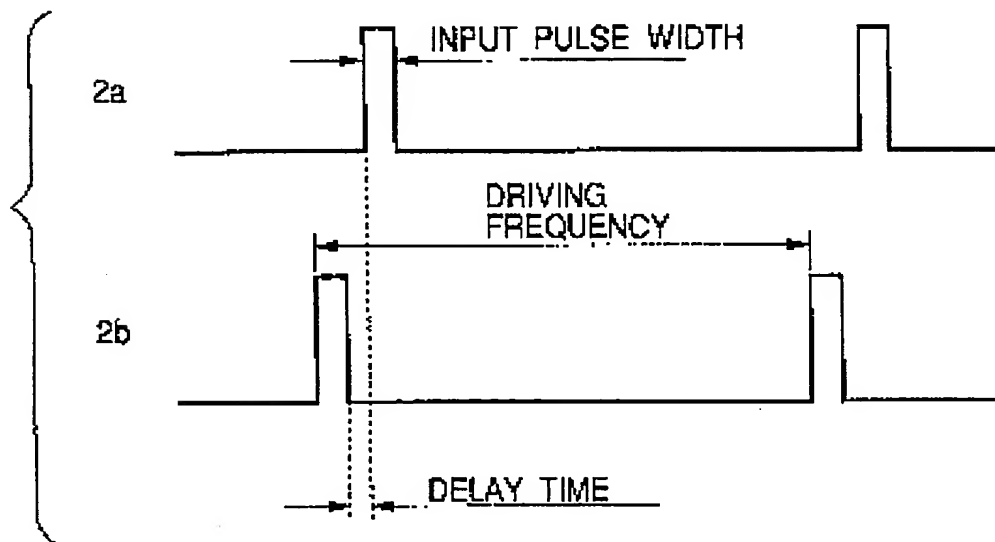 INPUT PULSE WIDTH
2a
DRIVING
FREQUENCY
2b
DELAY TIME